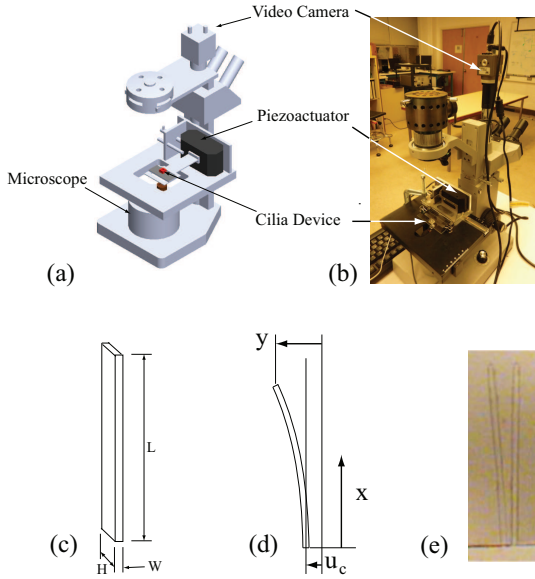 Video Camera
Piezoactuator
Microscope
Cilia Device
(a)
(b)
L
H
W
(c)
y
x
u_c
(d)
(e)